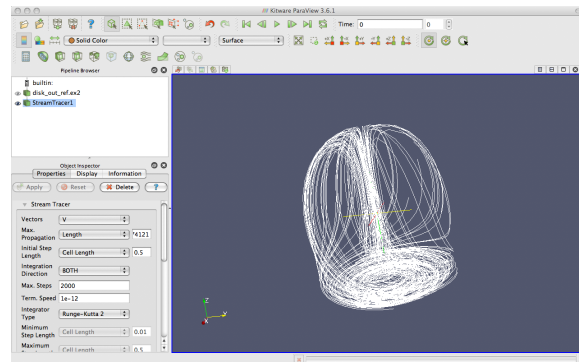 Kitware ParaView 3.6.1
Time: 0
0
Solid Color
Surface
Pipeline Browser
builtin:
disk_out_ref.ex2
StreamTracer1
Object Inspector
Properties Display Information
Apply Reset Delete ?
Stream Tracer
Vectors V
Max. Propagation Length 4121
Initial Step Length Cell Length 0.5
Integration Direction BOTH
Max. Steps 2000
Term. Speed 1e-12
Integrator Type Runge-Kutta 2
Minimum Step Length Cell Length 0.01
Maximum Cell Length 0.5
Z
Y
X